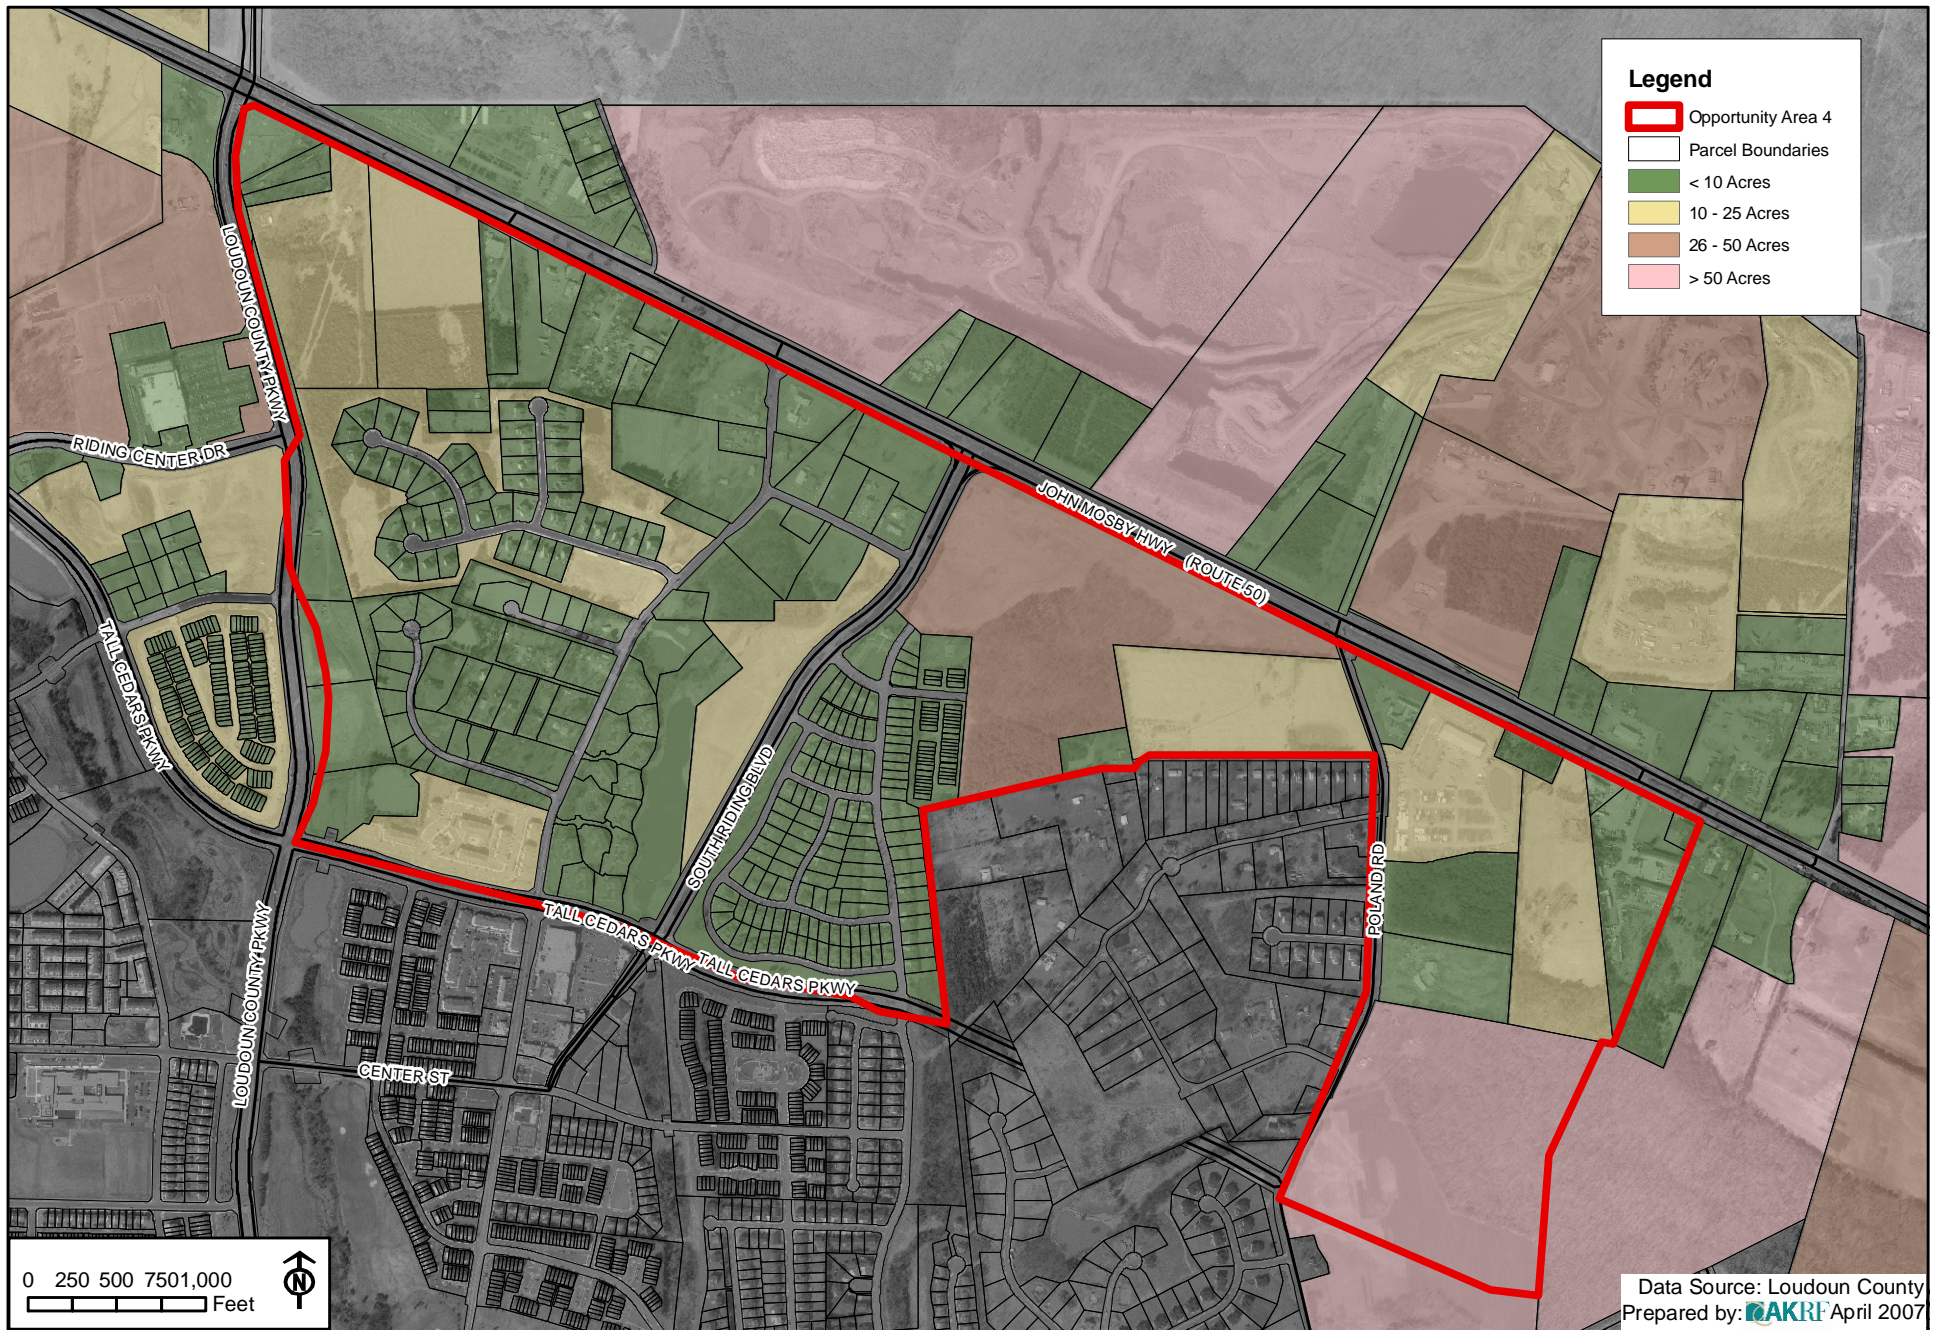 Legend
Opportunity Area 4
Parcel Boundaries
< 10 Acres
10 - 25 Acres
26 - 50 Acres
> 50 Acres
LOUDOUN COUNTY PKWY
RIDING CENTER DR
JOHN MOSBY HWY (ROUTE 50)
TALL CEDARS PKWY
SOUTH RIDING BLVD
POLAND RD
TALL CEDARS PKWY
TALL CEDARS PKWY
LOUDOUN COUNTY PKWY
CENTER ST
0 250 500 750 1,000
Feet
N
Data Source: Loudoun County
Prepared by: AKRF April 2007